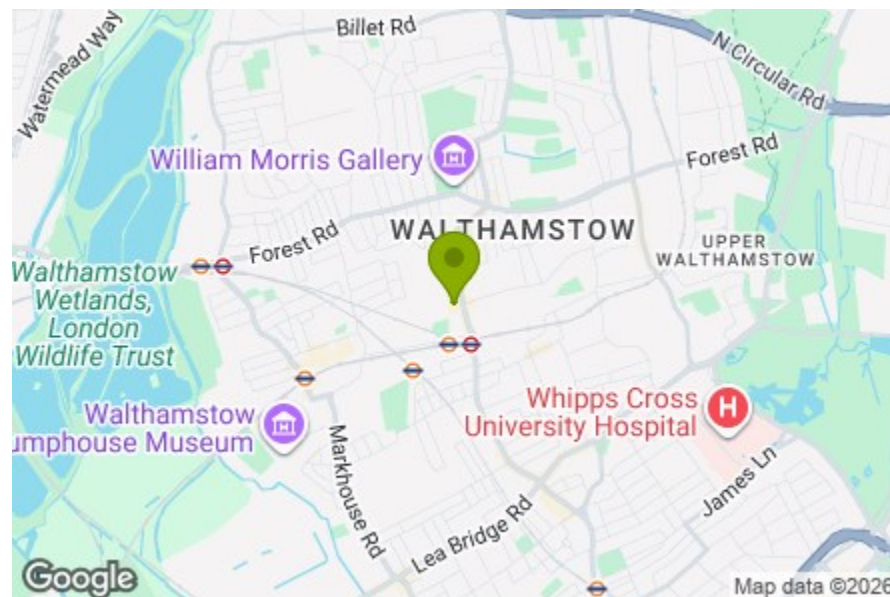 Billet Rd
Watermead Way
N Circular Rd
William Morris Gallery
Forest Rd
WALTHAMSTOW
Forest Rd
UPPER
WALTHAMSTOW
Walthamstow
Wetlands,
London
Wildlife Trust
Whipps Cross
University Hospital
H
Walthamstow
umphouse Museum
Markhouse Rd
James Ln
Lea Bridge Rd
Google
Map data ©2026